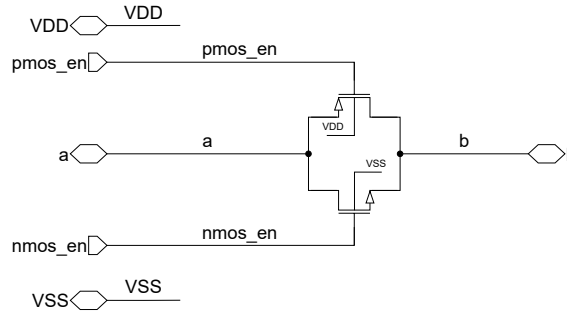 VDD VDD
pmos_en pmos_en
VDD
a a b
VSS
nmos_en nmos_en
VSS VSS